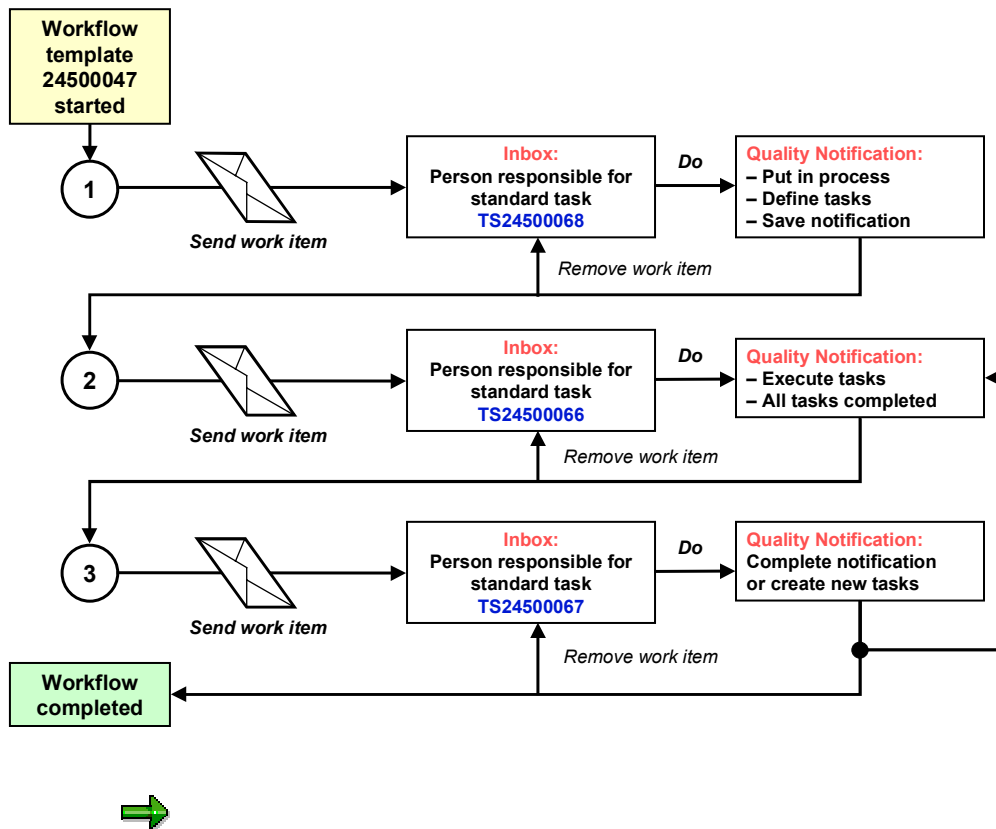 Workflow
template
24500047
started
1
Send work item
Inbox:
Person responsible for
standard task
TS24500068
Do
Quality Notification:
– Put in process
– Define tasks
– Save notification
Remove work item
2
Send work item
Inbox:
Person responsible for
standard task
TS24500066
Do
Quality Notification:
– Execute tasks
– All tasks completed
Remove work item
3
Send work item
Inbox:
Person responsible for
standard task
TS24500067
Do
Quality Notification:
Complete notification
or create new tasks
Remove work item
Workflow
completed